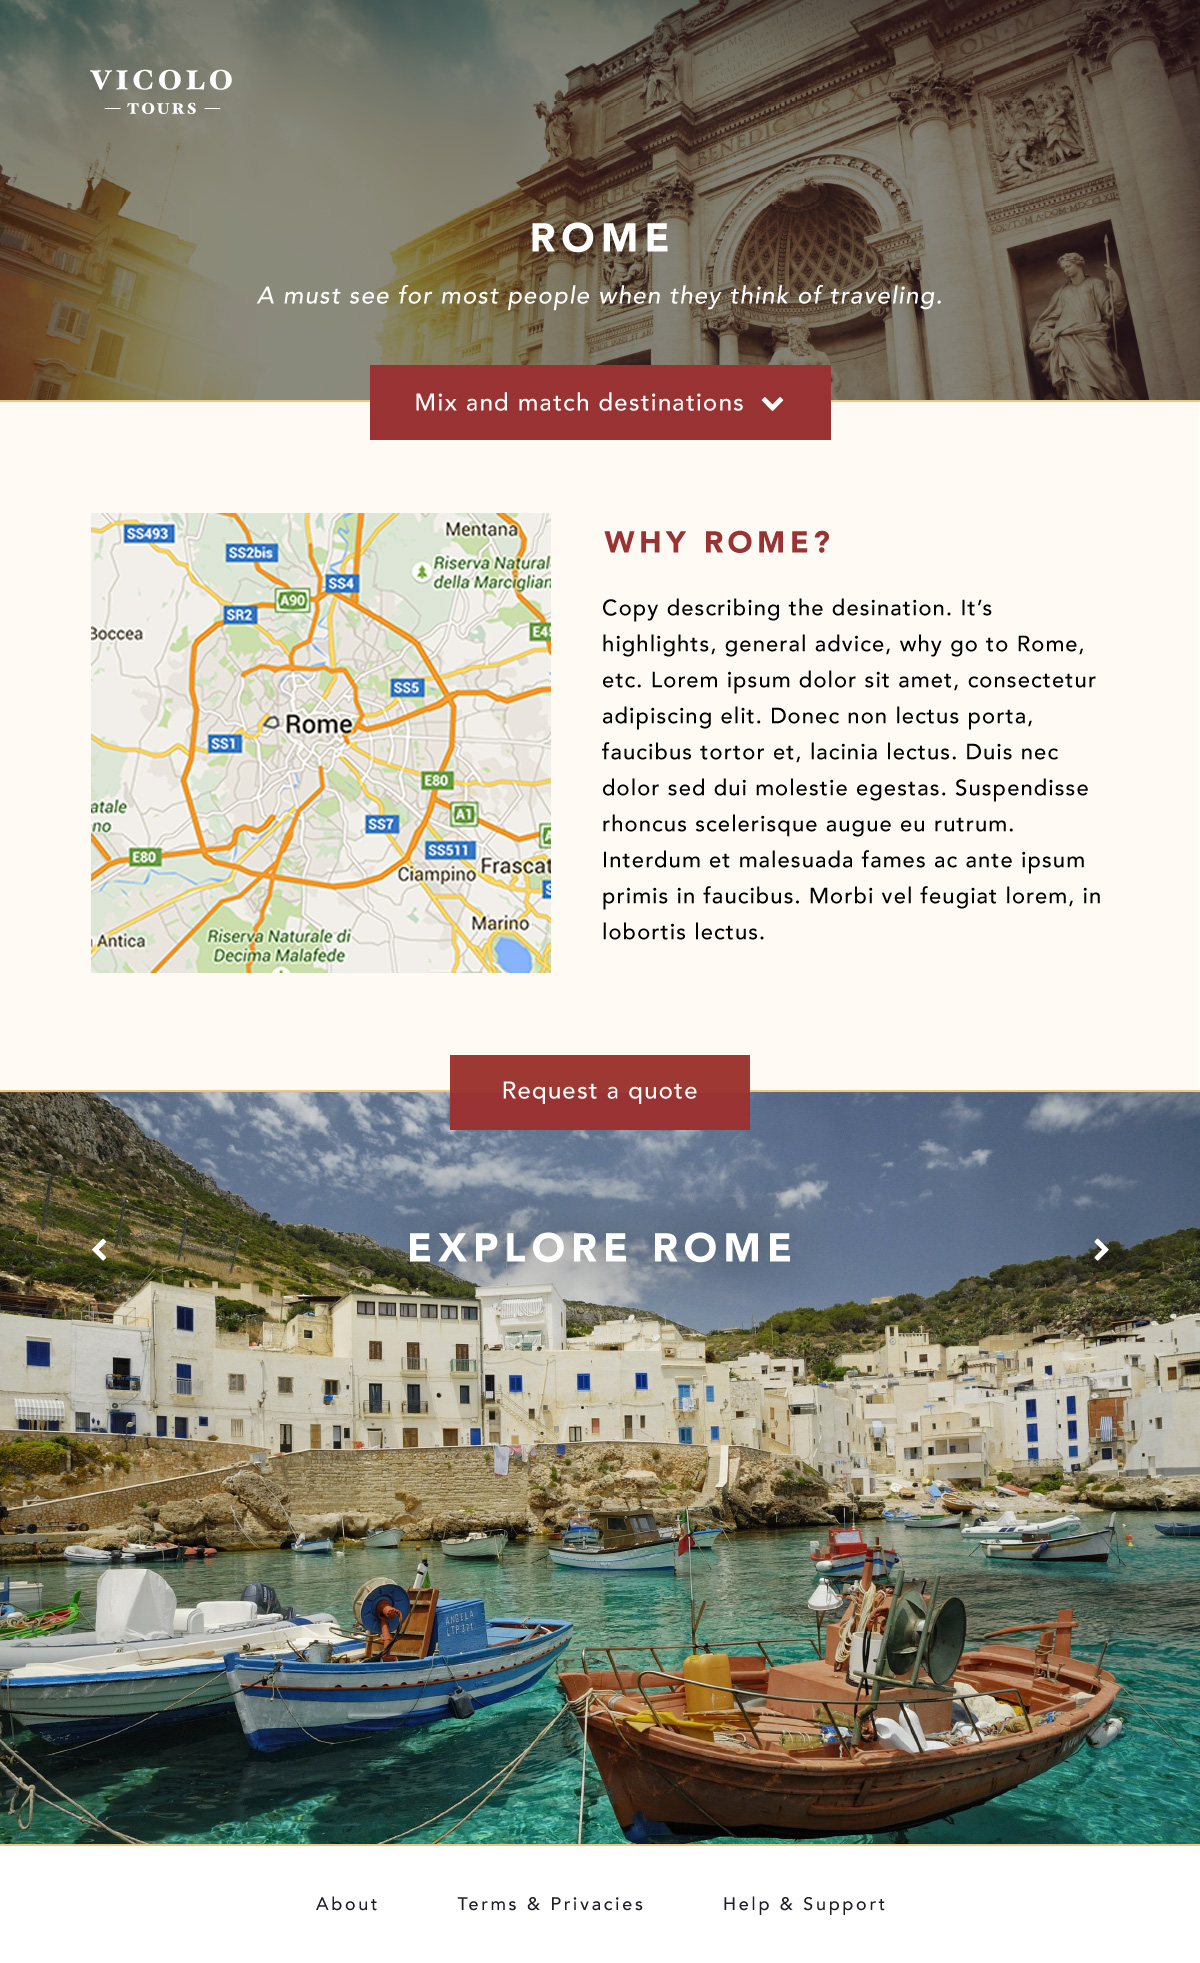 VICOLO
TOURS
ROME
A must see for most people when they think of traveling.
Mix and match destinations
SS493
Mentana
SS2bis
Riserva Natural
della Marciglian
SS4
A90
SR2
Boccea
E45
SS5
Rome
SS1
E80
atale
no
A1
SS7
E80
SS511
Frascat
Ciampino
Marino
Antica
Riserva Naturale di
Decima Malafede
WHY ROME?
Copy describing the desination. It’s
highlights, general advice, why go to Rome,
etc. Lorem ipsum dolor sit amet, consectetur
adipiscing elit. Donec non lectus porta,
faucibus tortor et, lacinia lectus. Duis nec
dolor sed dui molestie egestas. Suspendisse
rhoncus scelerisque augue eu rutrum.
Interdum et malesuada fames ac ante ipsum
primis in faucibus. Morbi vel feugiat lorem, in
lobortis lectus.
Request a quote
EXPLORE ROME
About
Terms & Privacies
Help & Support